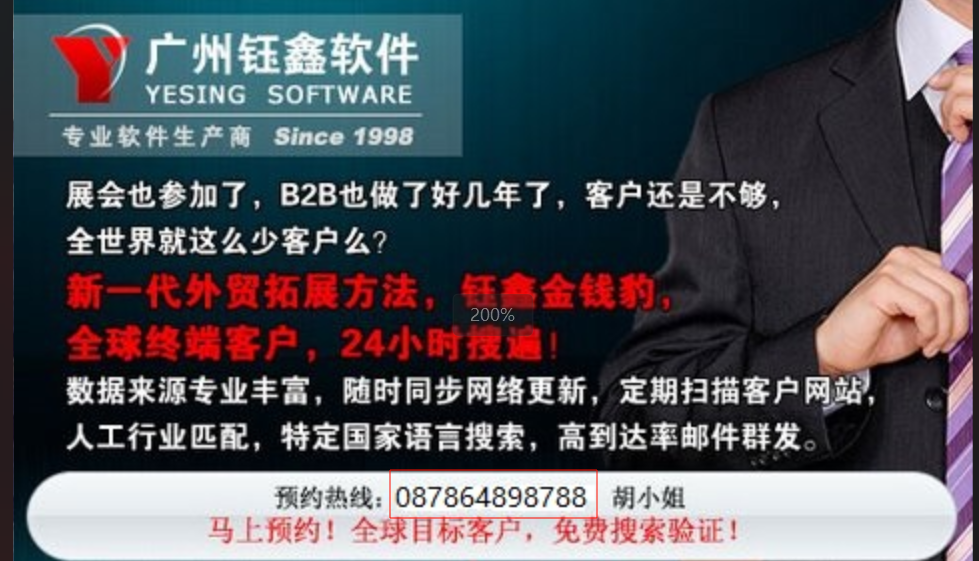 广州钰鑫软件
YESING SOFTWARE
专业软件生产商 Since 1998
展会也参加了，B2B也做了好几年了，客户还是不够，
全世界就这么少客户么?
新一代外贸拓展方法，钰鑫金钱豹，
200%
全球终端客户，24小时搜遍！
数据来源专业丰富，随时同步网络更新，定期扫描客户网站，
人工行业匹配，特定国家语言搜索，高到达率邮件群发。
预约热线：087864898788 胡小姐
马上预约！全球目标客户，免费搜索验证！